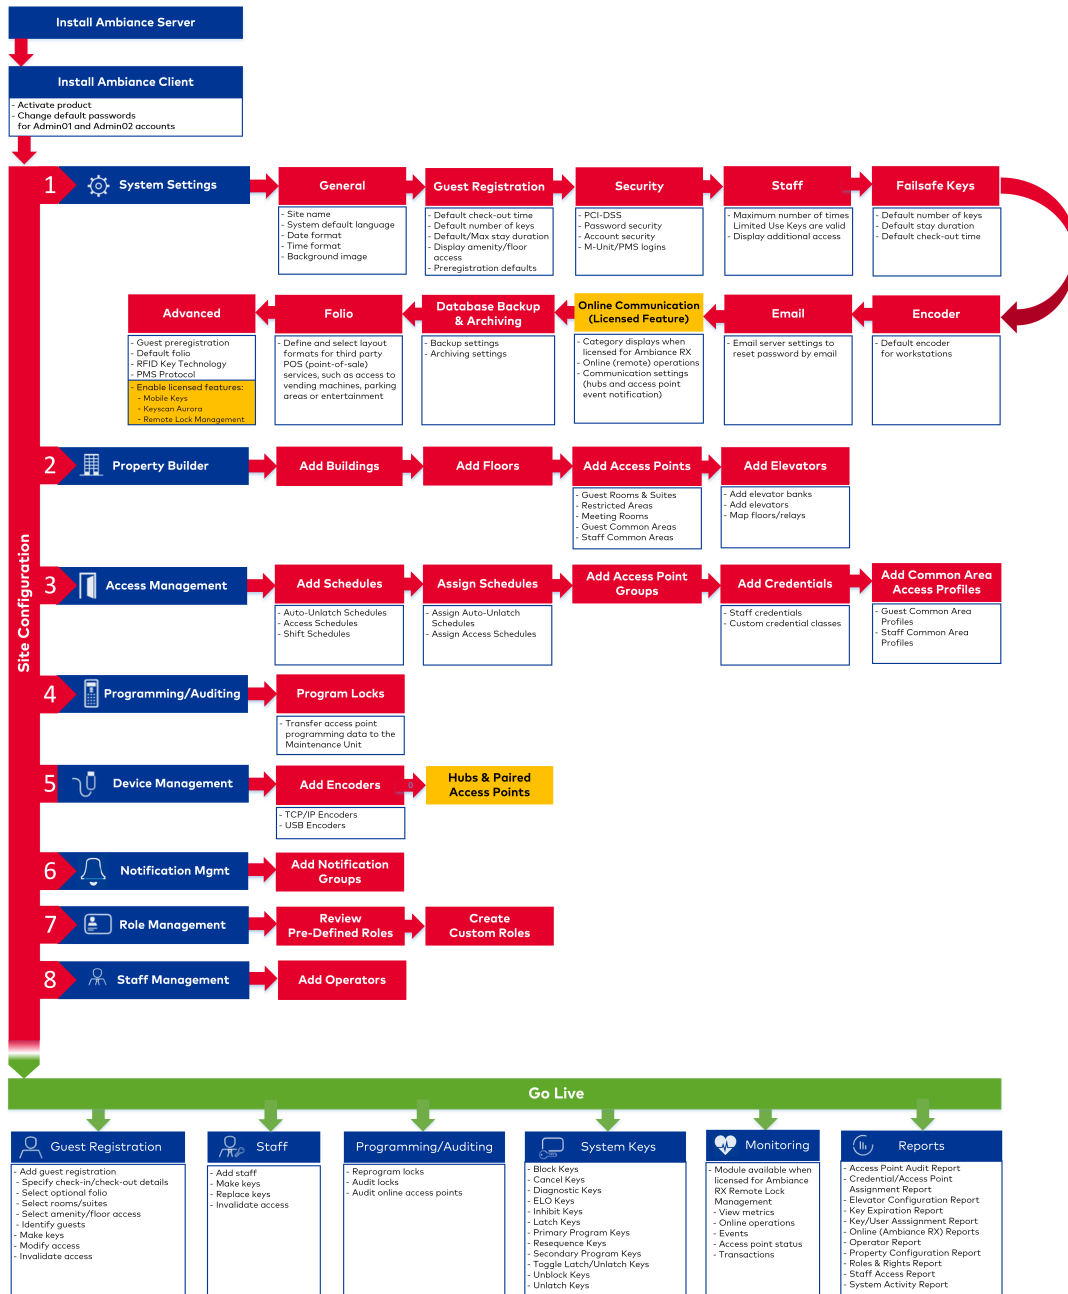 Install Ambiance Server
Install Ambiance Client
- Activate product
- Change default passwords
for Admin01 and Admin02 accounts
Site Configuration
1
System Settings
General
- Site name
- System default language
- Date format
- Time format
- Background image
Guest Registration
- Default check-out time
- Default number of keys
- Default/Max stay duration
- Display amenity/floor
access
- Preregistration defaults
Security
- PCI-DSS
- Password security
- Account security
- M-Unit/PMS logins
Staff
- Maximum number of times
Limited Use Keys are valid
- Display additional access
Failsafe Keys
- Default number of keys
- Default stay duration
- Default check-out time
Encoder
- Default encoder
for workstations
Email
- Email server settings to
reset password by email
Online Communication
(Licensed Feature)
- Category displays when
licensed for Ambiance RX
- Online (remote) operations
- Communication settings
(hubs and access point
event notification)
Database Backup
& Archiving
- Backup settings
- Archiving settings
Folio
- Define and select layout
formats for third party
POS (point-of-sale)
services, such as access to
vending machines, parking
areas or entertainment
Advanced
- Guest preregistration
- Default folio
- RFID Key Technology
- PMS Protocol
- Enable licensed features:
- Mobile Keys
- Keyscan Aurora
- Remote Lock Management
2
Property Builder
Add Buildings
Add Floors
Add Access Points
- Guest Rooms & Suites
- Restricted Areas
- Meeting Rooms
- Guest Common Areas
- Staff Common Areas
Add Elevators
- Add elevator banks
- Add elevators
- Map floors/relays
3
Access Management
Add Schedules
- Auto-Unlatch Schedules
- Access Schedules
- Shift Schedules
Assign Schedules
- Assign Auto-Unlatch
Schedules
- Assign Access Schedules
Add Access Point
Groups
Add Credentials
- Staff credentials
- Custom credential classes
Add Common Area
Access Profiles
- Guest Common Area
Profiles
- Staff Common Area
Profiles
4
Programming/Auditing
Program Locks
- Transfer access point
programming data to the
Maintenance Unit
5
Device Management
Add Encoders
- TCP/IP Encoders
- USB Encoders
0
Hubs & Paired
Access Points
6
Notification Mgmt
Add Notification
Groups
7
Role Management
Review
Pre-Defined Roles
Create
Custom Roles
8
Staff Management
Add Operators
Go Live
Guest Registration
- Add guest registration
- Specify check-in/check-out details
- Select optional folio
- Select rooms/suites
- Select amenity/floor access
- Identify guests
- Make keys
- Modify access
- Invalidate access
Staff
- Add staff
- Make keys
- Replace keys
- Invalidate access
Programming/Auditing
- Reprogram locks
- Audit locks
- Audit online access points
System Keys
- Block Keys
- Cancel Keys
- Diagnostic Keys
- ELO Keys
- Inhibit Keys
- Latch Keys
- Primary Program Keys
- Resequence Keys
- Secondary Program Keys
- Toggle Latch/Unlatch Keys
- Unblock Keys
- Unlatch Keys
Monitoring
- Module available when
licensed for Ambiance
RX Remote Lock
Management
- View metrics
- Online operations
- Events
- Access point status
- Transactions
Reports
- Access Point Audit Report
- Credential/Access Point
Assignment Report
- Elevator Configuration Report
- Key Expiration Report
- Key/User Asssignment Report
- Online (Ambiance RX) Reports
- Operator Report
- Property Configuration Report
- Roles & Rights Report
- Staff Access Report
- System Activity Report